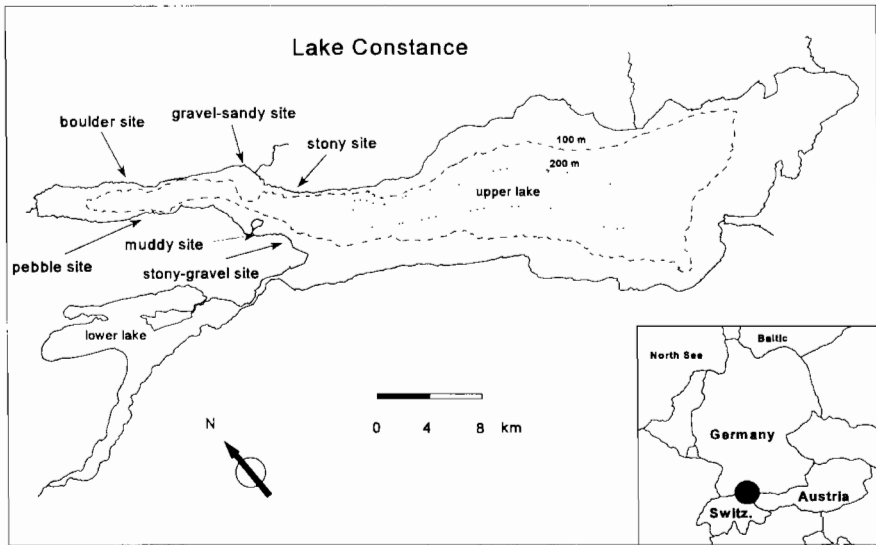 Lake Constance
gravel-sandy site
boulder site
stony site
100 m
200 m
upper lake
muddy site
pebble site
stony-gravel site
lower lake
N
0 4 8 km
North See
Baltic
Germany
Austria
Switz.